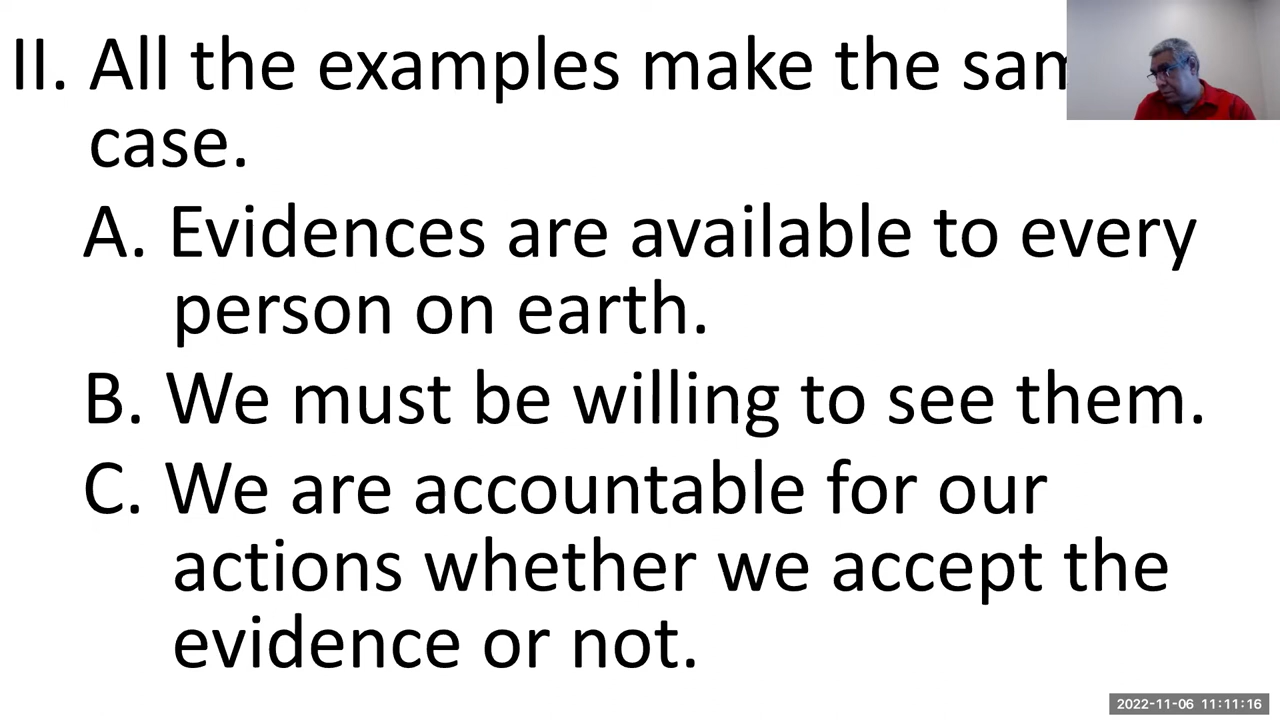 II. All the examples make the
case.
A. Evidences are available to every
person on earth.
B. We must be willing to see them.
C. We are accountable for our
actions whether we accept the
evidence or not.
2022-11-06 11:11:16